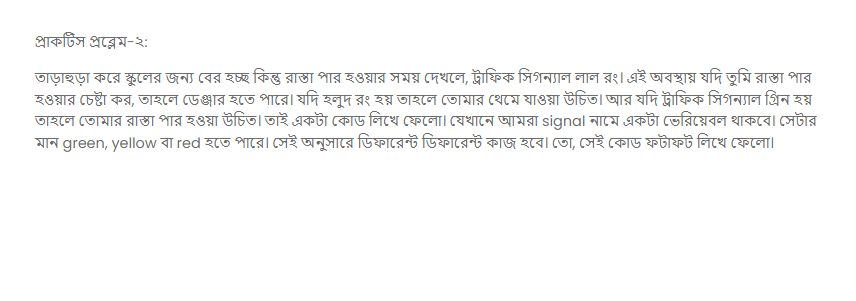 প্রাকটিস প্রব্লেম-২:
তাড়াহুড়া করে স্কুলের জন্য বের হচ্ছ কিন্তু রাস্তা পার হওয়ার সময় দেখলে, ট্রাফিক সিগন্যাল লাল রং। এই অবস্থায় যদি তুমি রাস্তা পার
হওয়ার চেষ্টা কর, তাহলে ডেঞ্জার হতে পারে। যদি হলুদ রং হয় তাহলে তোমার থেমে যাওয়া উচিত। আর যদি ট্রাফিক সিগন্যাল গ্রিন হয়
তাহলে তোমার রাস্তা পার হওয়া উচিত। তাই একটা কোড লিখে ফেলো। যেখানে আমরা signal নামে একটা ভেরিয়েবল থাকবে। সেটার
মান green, yellow বা red হতে পারে। সেই অনুসারে ডিফারেন্ট ডিফারেন্ট কাজ হবে। তো, সেই কোড ফটাফট লিখে ফেলো।